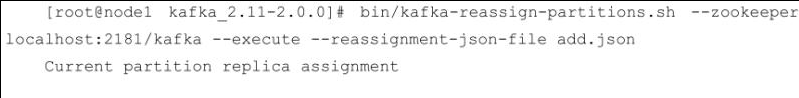 [root@node1 kafka_2.11-2.0.0]# bin/kafka-reassign-partitions.sh --zookeeper
localhost:2181/kafka --execute --reassignment-json-file add.json
Current partition replica assignment